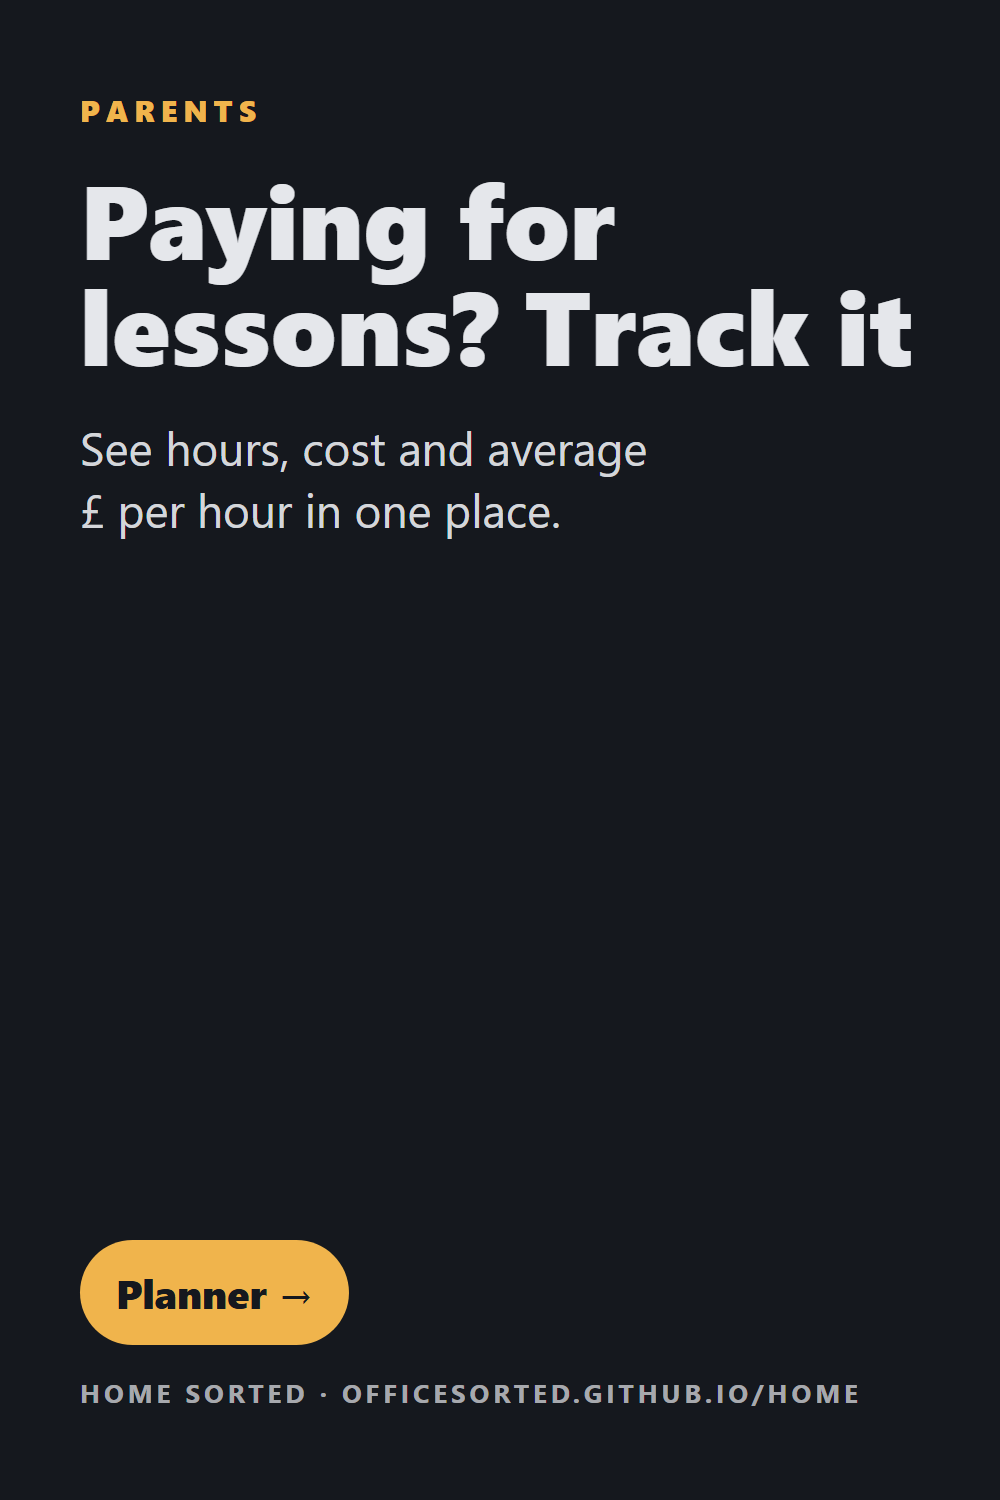 PARENTS
Paying for
lessons? Track it
See hours, cost and average
£ per hour in one place.
Planner →
HOME SORTED · OFFICESORTED.GITHUB.IO/HOME